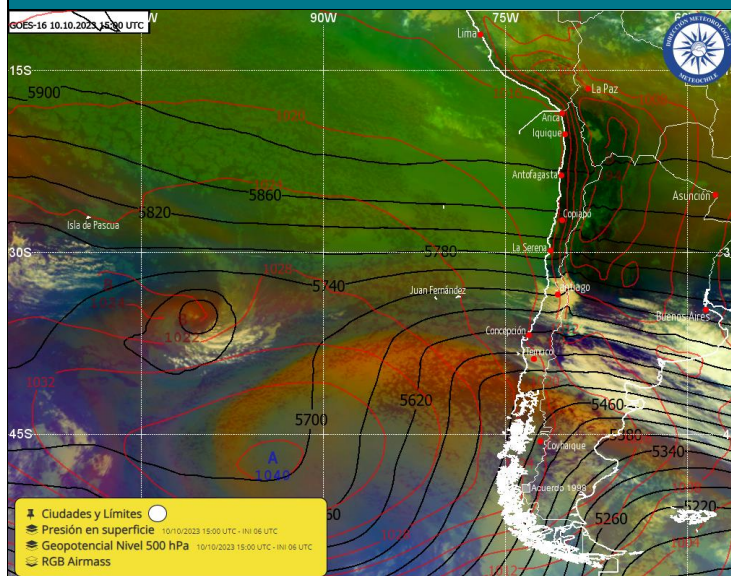 GOES-16 10.10.2023 15:00 UTC
90W
75W
DIRECCIÓN METEOROLÓGICA
METEOCHILE
Lima
15S
La Paz
5900
Arica
Iquique
Antofagasta
5860
Asunción
5820
Isla de Pascua
Copiapó
30S
La Serena
5780
1028
5740
Juan Fernández
Santiago
Buenos Aires
1022
Concepción
Temuco
1032
5700
5620
5460
45S
5380
Coyhaique
5340
A
1040
Acuerdo 1998
5220
5260
1012
Ciudades y Límites
Presión en superficie 10/10/2023 15:00 UTC - INI 06 UTC
Geopotencial Nivel 500 hPa 10/10/2023 15:00 UTC - INI 06 UTC
RGB Airmass